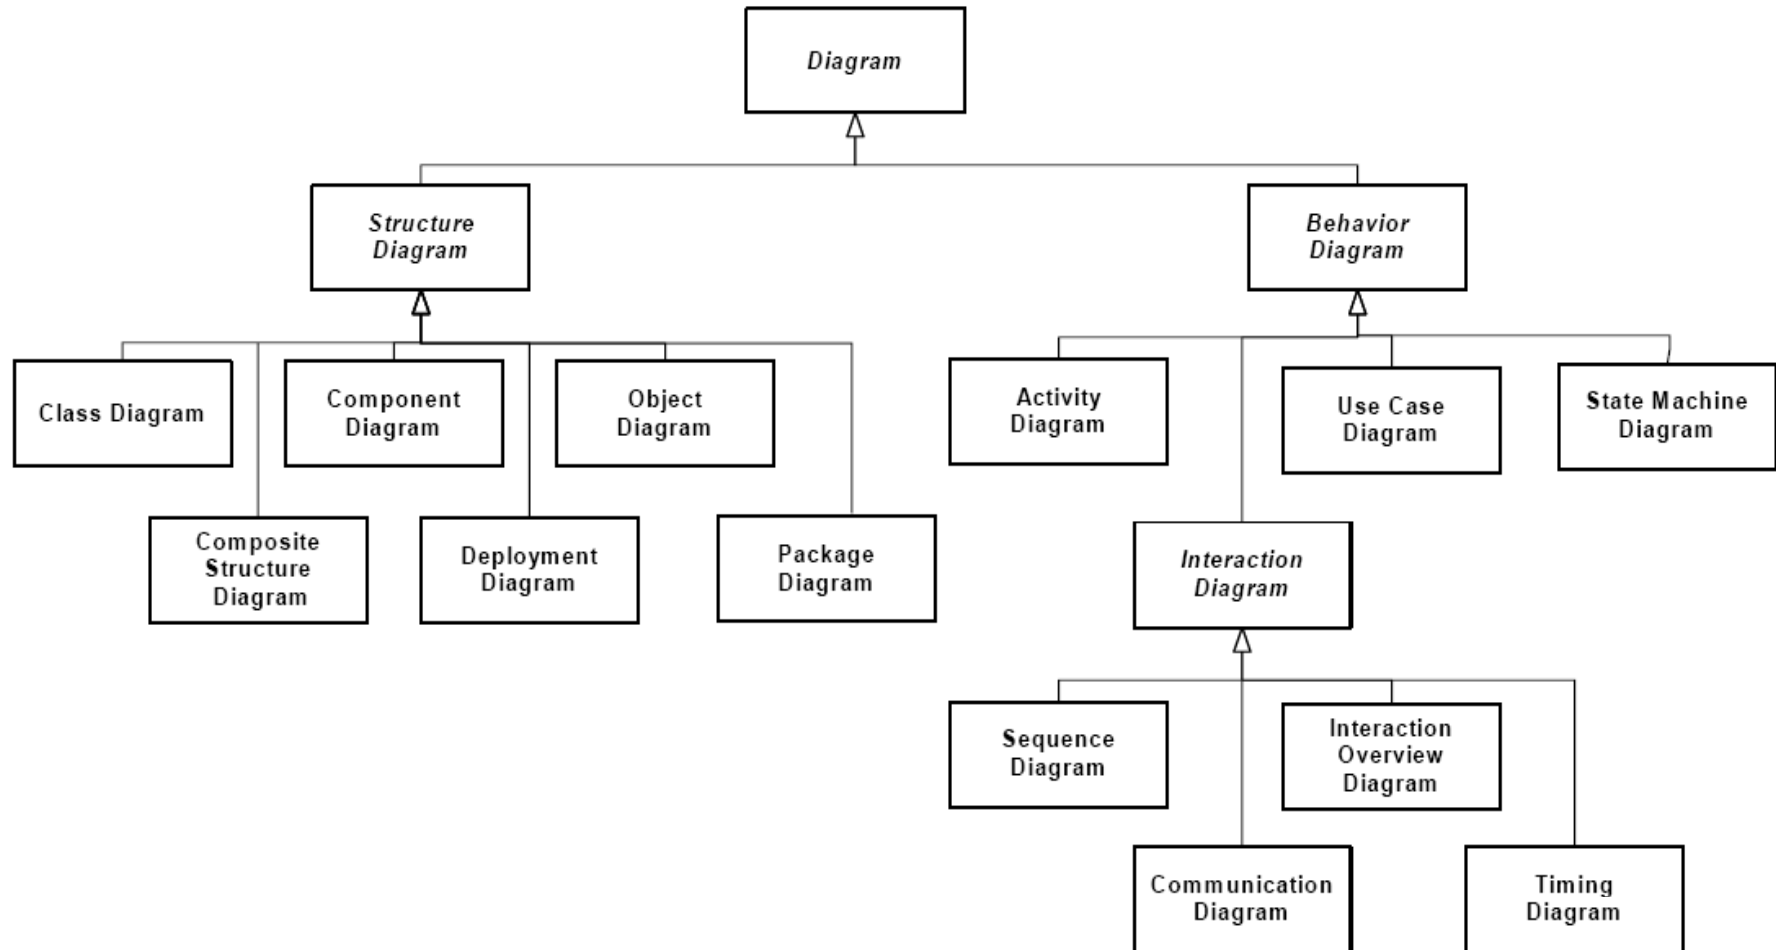 Diagram
Structure
Diagram
Behavior
Diagram
Class Diagram
Component
Diagram
Object
Diagram
Activity
Diagram
Use Case
Diagram
State Machine
Diagram
Composite
Structure
Diagram
Deployment
Diagram
Package
Diagram
Interaction
Diagram
Sequence
Diagram
Interaction
Overview
Diagram
Communication
Diagram
Timing
Diagram